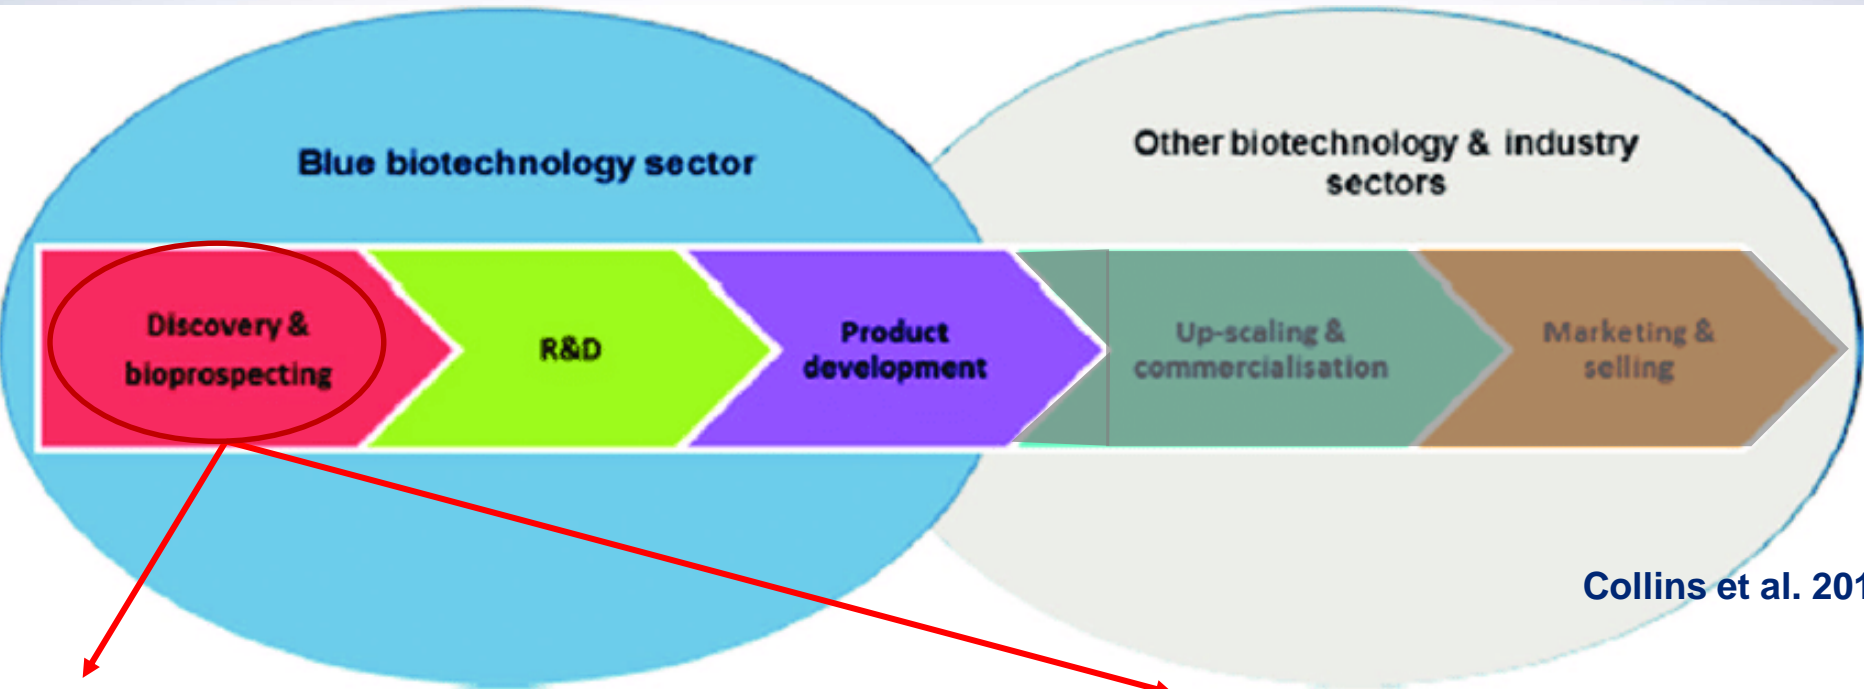 Blue biotechnology sector
Other biotechnology & industry
sectors
Discovery &
bioprospecting
R&D
Product
development
Up-scaling &
commercialisation
Marketing &
selling
Collins et al. 201